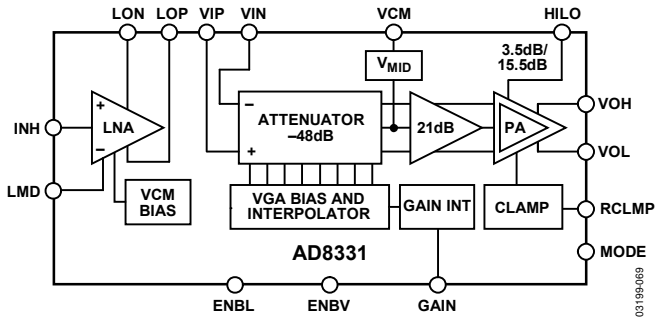 LON LOP VIP VIN VCM HILO
3.5dB/
15.5dB
VMID
+
LNA
–
–
ATTENUATOR
–48dB
+
21dB
PA
VOH
INH
VOL
LMD
VCM
BIAS
VGA BIAS AND
INTERPOLATOR
GAIN INT
CLAMP
RCLMP
AD8331
MODE
ENBL ENBV GAIN
03199-069